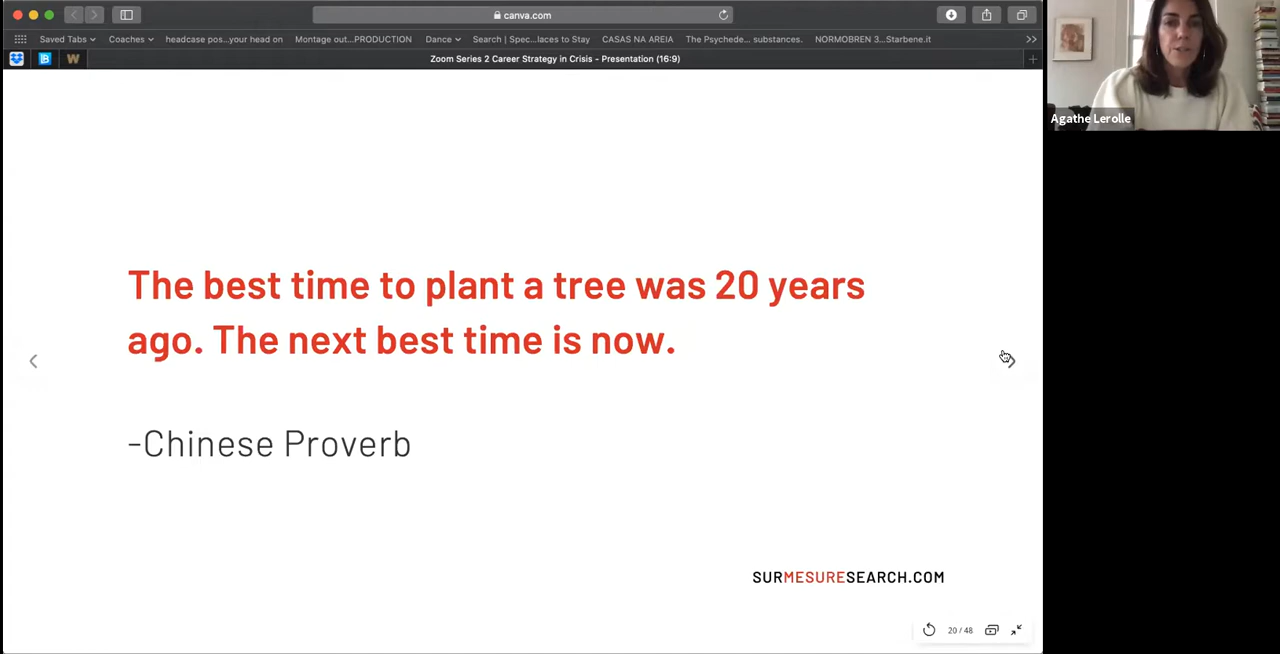 canva.com
Saved Tabs
Coaches
headcase pos...your head on
Montage out...PRODUCTION
Dance
Search | Spec...laces to Stay
CASAS NA AREIA
The Psychede... substances.
NORMOBREN 3...Starbene.it
B
W
Zoom Series 2 Career Strategy in Crisis - Presentation (16:9)
Agathe Lerolle
The best time to plant a tree was 20 years
ago. The next best time is now.
-Chinese Proverb
SURMESURESEARCH.COM
20 / 48